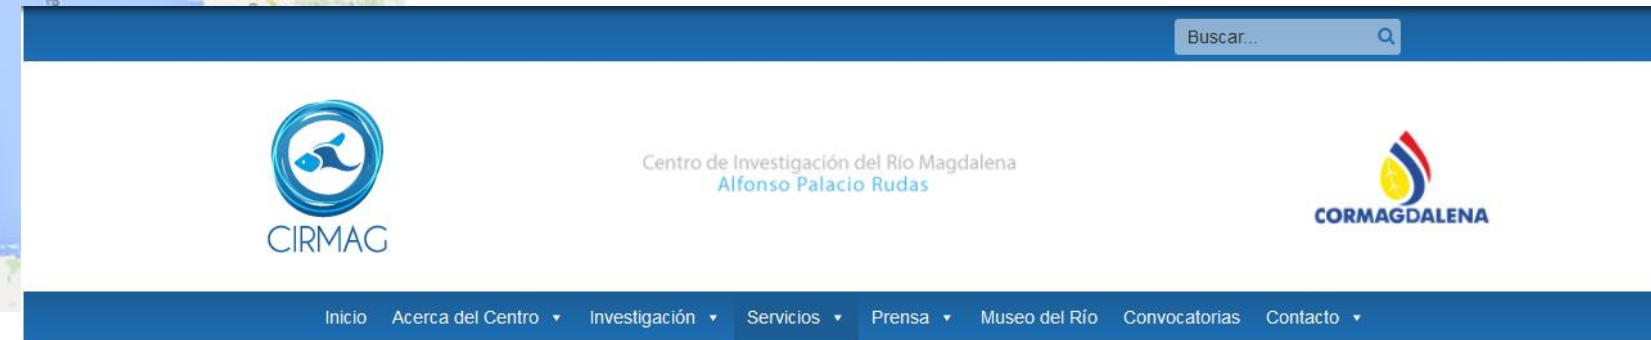 Buscar...
Centro de Investigación del Río Magdalena
Alfonso Palacio Rudas
CIRMAG
CORMAGDALENA
Inicio Acerca del Centro Investigación Servicios Prensa Museo del Río Convocatorias Contacto